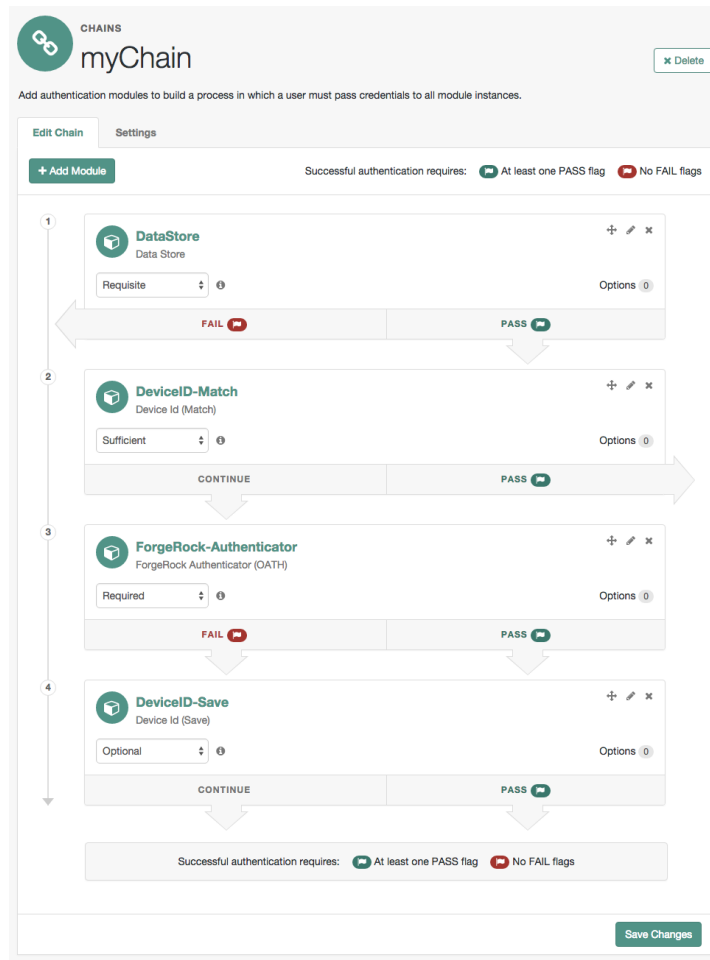 CHAINS
myChain
Delete
Add authentication modules to build a process in which a user must pass credentials to all module instances.
Edit Chain Settings
+ Add Module Successful authentication requires: At least one PASS flag No FAIL flags
1
DataStore
Data Store
Requisite Options 0
FAIL PASS
2
DeviceID-Match
Device Id (Match)
Sufficient Options 0
CONTINUE PASS
3
ForgeRock-Authenticator
ForgeRock Authenticator (OATH)
Required Options 0
FAIL PASS
4
DeviceID-Save
Device Id (Save)
Optional Options 0
CONTINUE PASS
Successful authentication requires: At least one PASS flag No FAIL flags
Save Changes